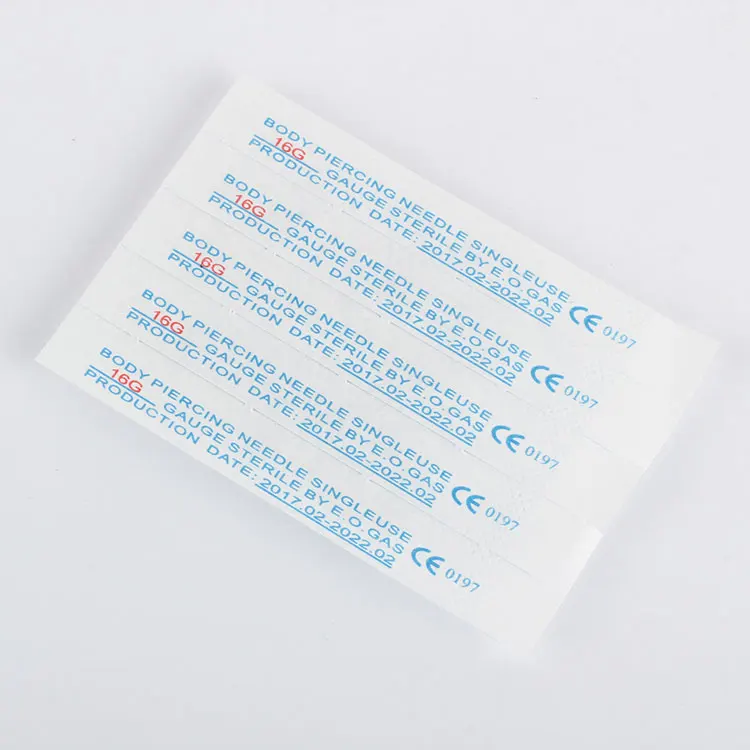 BODY PIERCING NEEDLE SINGLEUSE
16G GAUGE STERILE BY E.O.GAS
PRODUCTION DATE: 2017.02-2022.02
CE 0197
BODY PIERCING NEEDLE SINGLEUSE
16G GAUGE STERILE BY E.O.GAS
PRODUCTION DATE: 2017.02-2022.02
CE 0197
BODY PIERCING NEEDLE SINGLEUSE
16G GAUGE STERILE BY E.O.GAS
PRODUCTION DATE: 2017.02-2022.02
CE 0197
BODY PIERCING NEEDLE SINGLEUSE
16G GAUGE STERILE BY E.O.GAS
PRODUCTION DATE: 2017.02-2022.02
CE 0197
BODY PIERCING NEEDLE SINGLEUSE
16G GAUGE STERILE BY E.O.GAS
PRODUCTION DATE: 2017.02-2022.02
CE 0197